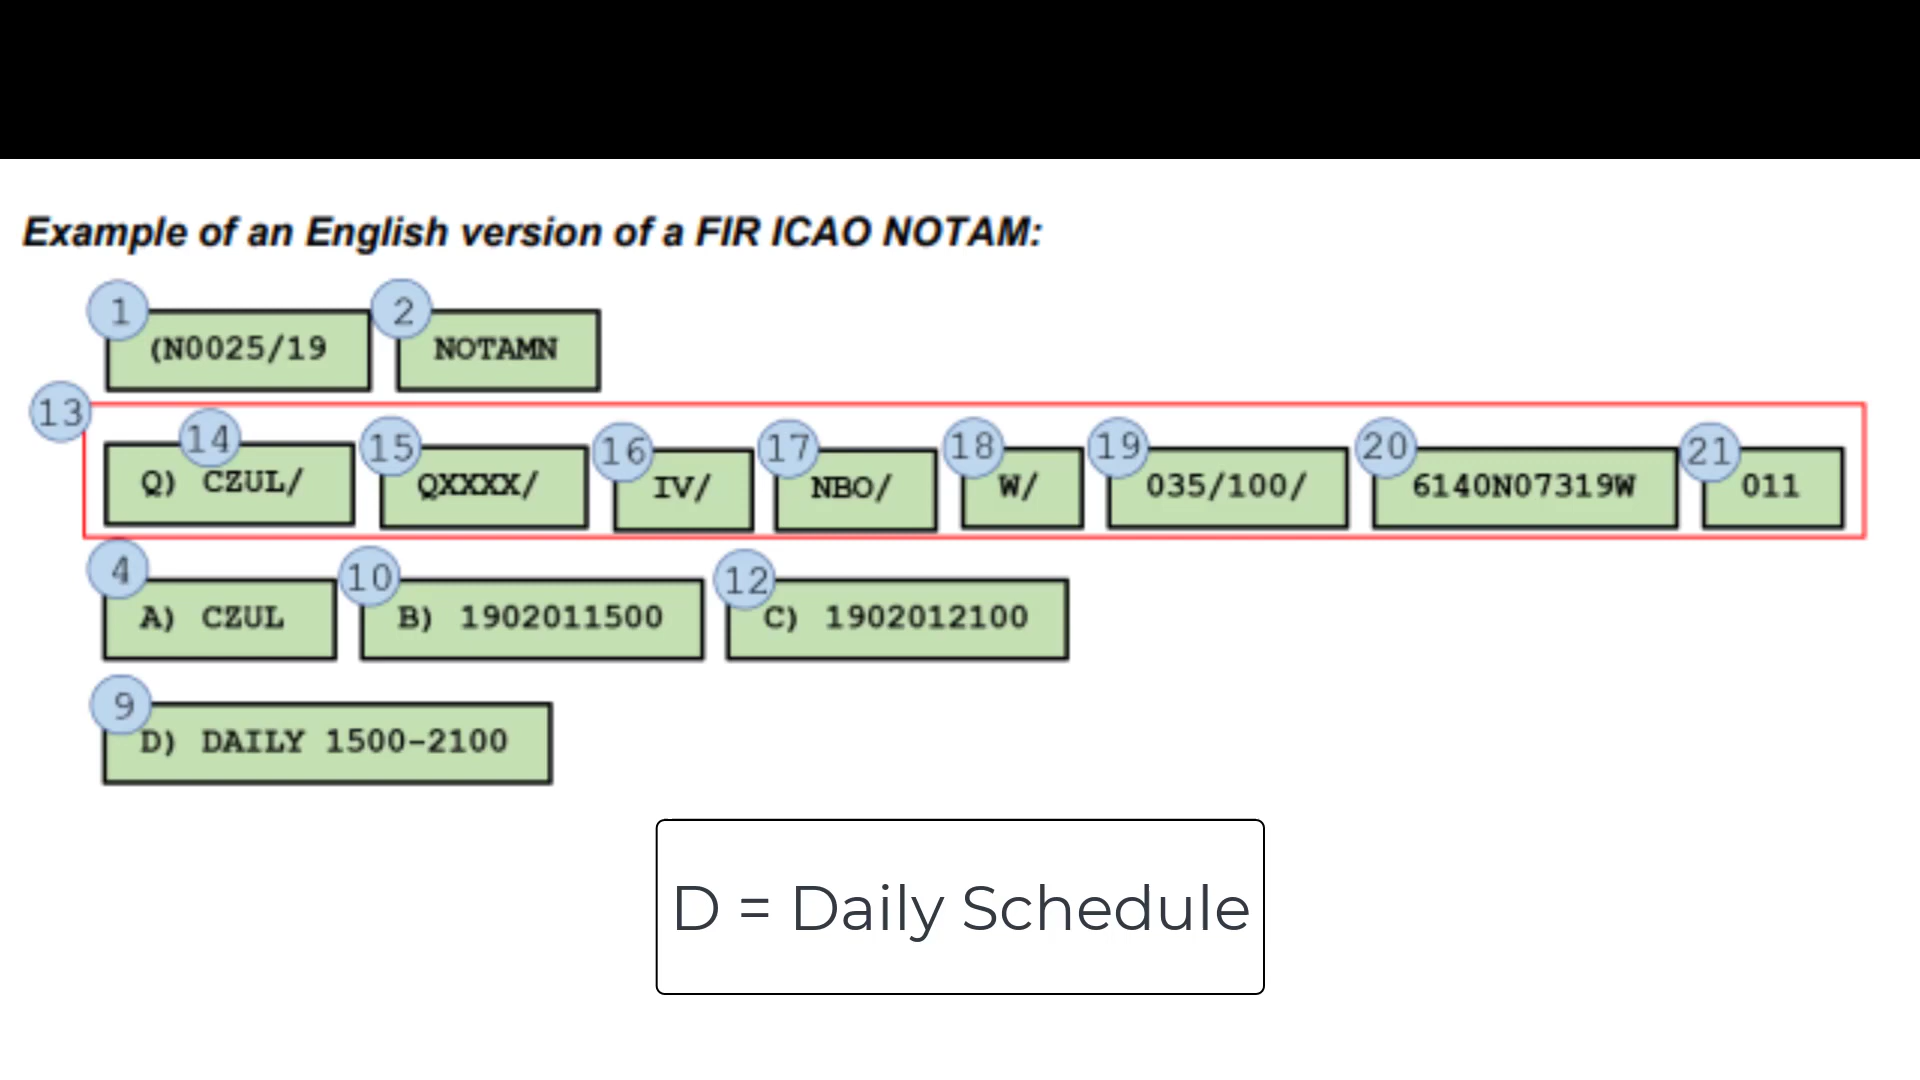 Example of an English version of a FIR ICAO NOTAM:
1 (N0025/19 2 NOTAMN
13 14 Q) CZUL/ 15 QXXXX/ 16 IV/ 17 NBO/ 18 W/ 19 035/100/ 20 6140N07319W 21 011
4 A) CZUL 10 B) 1902011500 12 C) 1902012100
9 D) DAILY 1500-2100
D = Daily Schedule